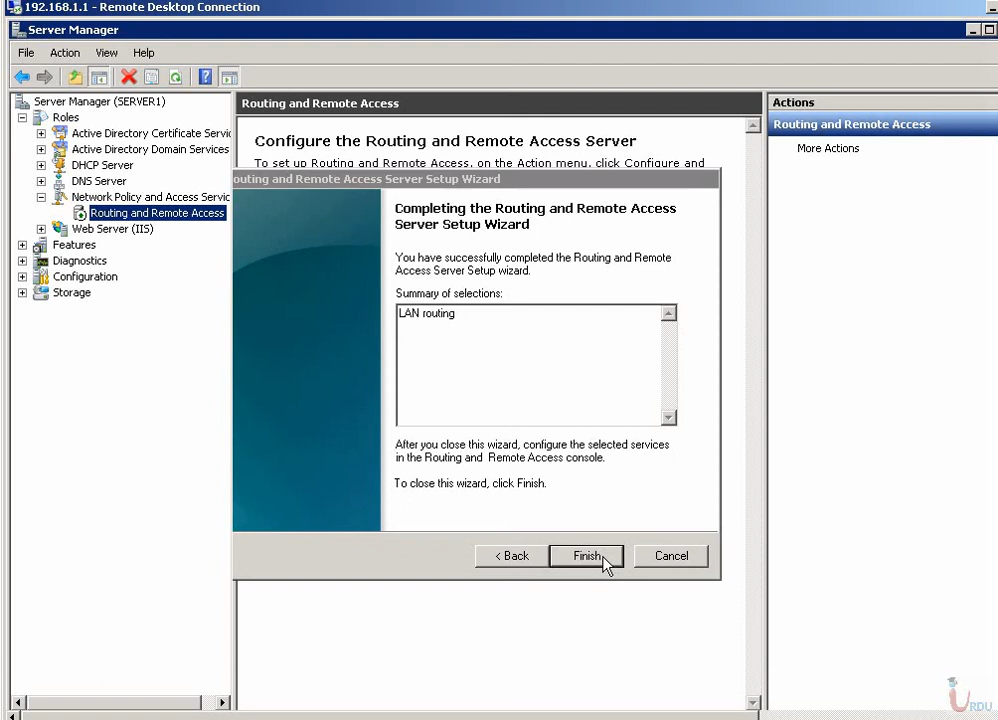 192.168.1.1 - Remote Desktop Connection
Server Manager
File Action View Help
Server Manager (SERVER1)
Roles
Active Directory Certificate Servic
Active Directory Domain Services
DHCP Server
DNS Server
Network Policy and Access Servic
Routing and Remote Access
Web Server (IIS)
Features
Diagnostics
Configuration
Storage
Routing and Remote Access
Configure the Routing and Remote Access Server
To set up Routing and Remote Access, on the Action menu, click Configure and
outing and Remote Access Server Setup Wizard
Completing the Routing and Remote Access
Server Setup Wizard
You have successfully completed the Routing and Remote
Access Server Setup wizard.
Summary of selections:
LAN routing
After you close this wizard, configure the selected services
in the Routing and Remote Access console.
To close this wizard, click Finish.
< Back
Finish
Cancel
Actions
Routing and Remote Access
More Actions
URDU